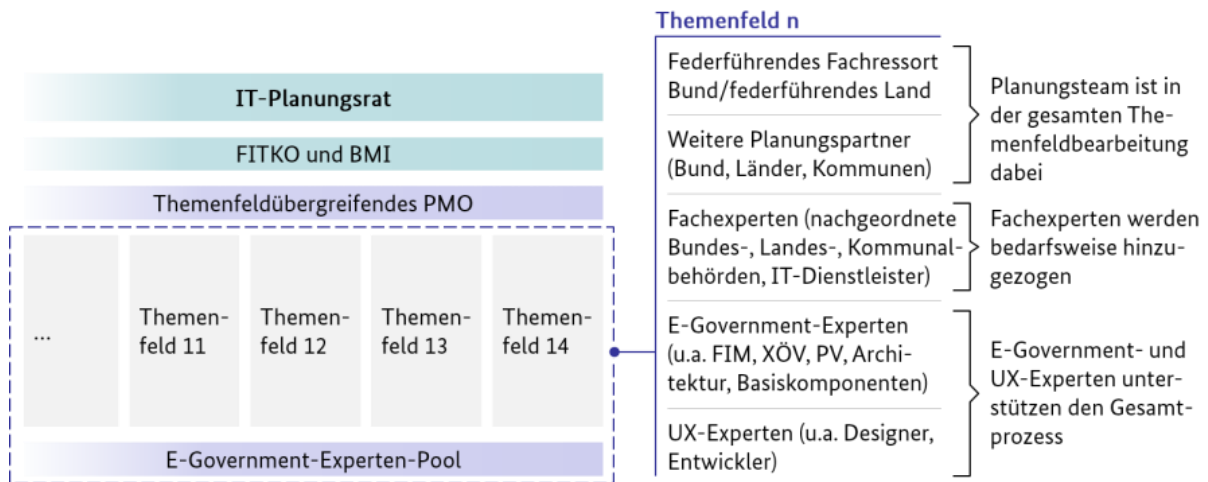 IT-Planungsrat
FITKO und BMI
Themenfeldübergreifendes PMO
...
Themen-
feld 11
Themen-
feld 12
Themen-
feld 13
Themen-
feld 14
E-Government-Experten-Pool
Themenfeld n
Federführendes Fachressort
Bund/federführendes Land
Weitere Planungspartner
(Bund, Länder, Kommunen)
Planungsteam ist in
der gesamten The-
menfeldbearbeitung
dabei
Fachexperten (nachgeordnete
Bundes-, Landes-, Kommunal-
behörden, IT-Dienstleister)
Fachexperten werden
bedarfsweise hinzu-
gezogen
E-Government-Experten
(u.a. FIM, XÖV, PV, Archi-
tektur, Basiskomponenten)
UX-Experten (u.a. Designer,
Entwickler)
E-Government- und
UX-Experten unter-
stützen den Gesamt-
prozess